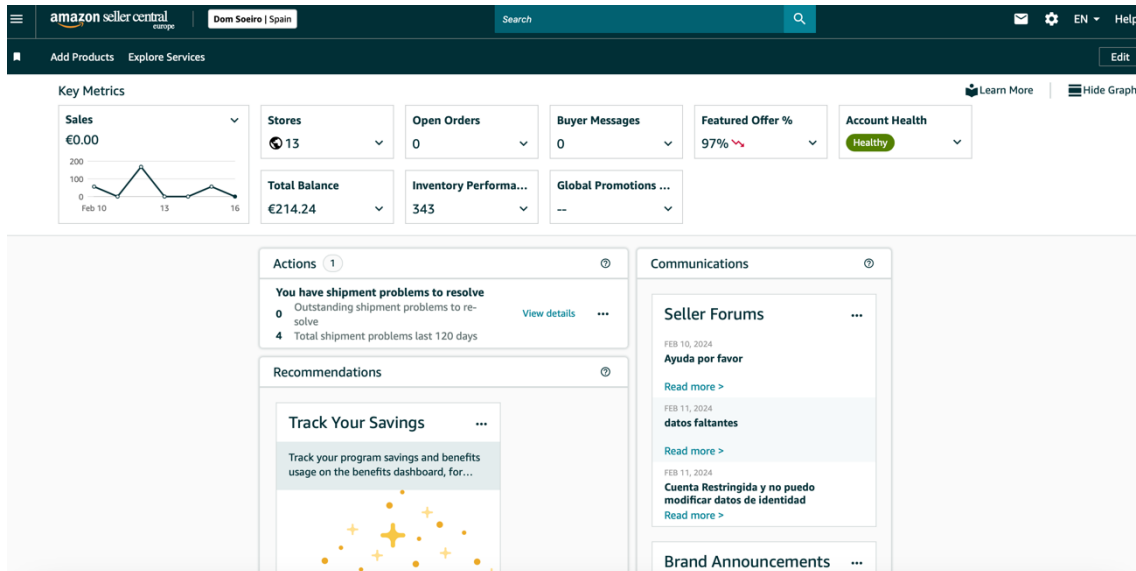 amazon seller central
europe
Dom Soeiro | Spain
Search
EN
Help
Add Products
Explore Services
Edit
Key Metrics
Learn More
Hide Graph
Sales
€0.00
200
100
0
Feb 10
13
16
Stores
13
Open Orders
0
Buyer Messages
0
Featured Offer %
97%
Account Health
Healthy
Total Balance
€214.24
Inventory Performa...
343
Global Promotions ...
--
Actions 1
You have shipment problems to resolve
0 Outstanding shipment problems to re-
solve
4 Total shipment problems last 120 days
View details
Recommendations
Track Your Savings
Track your program savings and benefits
usage on the benefits dashboard, for...
Communications
Seller Forums
FEB 10, 2024
Ayuda por favor
Read more >
FEB 11, 2024
datos faltantes
Read more >
FEB 11, 2024
Cuenta Restringida y no puedo
modificar datos de identidad
Read more >
Brand Announcements